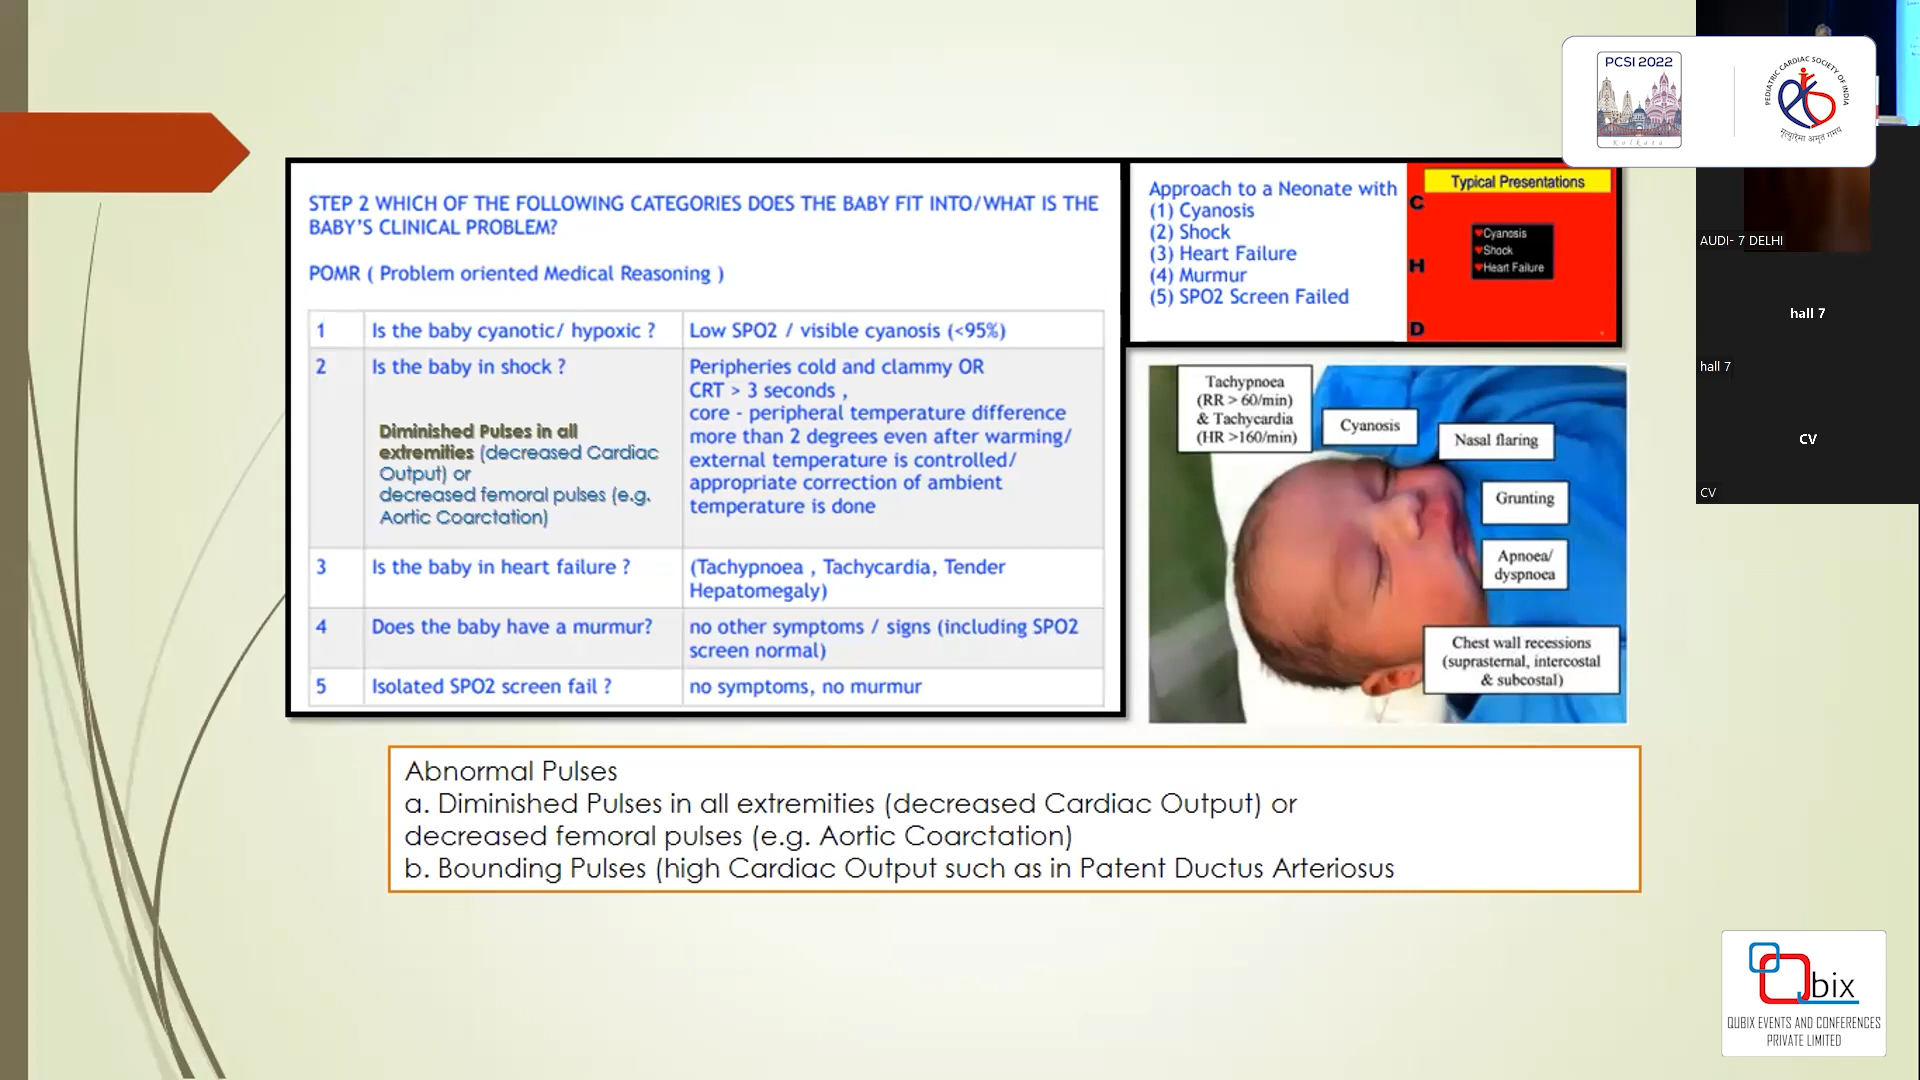 PCSI 2022
Kolkata
PEDIATRIC CARDIAC SOCIETY OF INDIA
STEP 2 WHICH OF THE FOLLOWING CATEGORIES DOES THE BABY FIT INTO/WHAT IS THE
BABY'S CLINICAL PROBLEM?
POMR ( Problem oriented Medical Reasoning )
1 Is the baby cyanotic/ hypoxic ? Low SPO2 / visible cyanosis (<95%)
2 Is the baby in shock ?
Diminished Pulses in all
extremities (decreased Cardiac
Output) or
decreased femoral pulses (e.g.
Aortic Coarctation)
Peripheries cold and clammy OR
CRT > 3 seconds ,
core - peripheral temperature difference
more than 2 degrees even after warming/
external temperature is controlled/
appropriate correction of ambient
temperature is done
3 Is the baby in heart failure ? (Tachypnoea , Tachycardia, Tender
Hepatomegaly)
4 Does the baby have a murmur? no other symptoms / signs (including SPO2
screen normal)
5 Isolated SPO2 screen fail ? no symptoms, no murmur
Approach to a Neonate with
(1) Cyanosis
(2) Shock
(3) Heart Failure
(4) Murmur
(5) SPO2 Screen Failed
Typical Presentations
C
H
D
Cyanosis
Shock
Heart Failure
Tachypnoea
(RR > 60/min)
& Tachycardia
(HR >160/min)
Cyanosis
Nasal flaring
Grunting
Apnoea/
dyspnoea
Chest wall recessions
(suprasternal, intercostal
& subcostal)
Abnormal Pulses
a. Diminished Pulses in all extremities (decreased Cardiac Output) or
decreased femoral pulses (e.g. Aortic Coarctation)
b. Bounding Pulses (high Cardiac Output such as in Patent Ductus Arteriosus
AUDI- 7 DELHI
hall 7
hall 7
CV
CV
Qbix
QUBIX EVENTS AND CONFERENCES
PRIVATE LIMITED